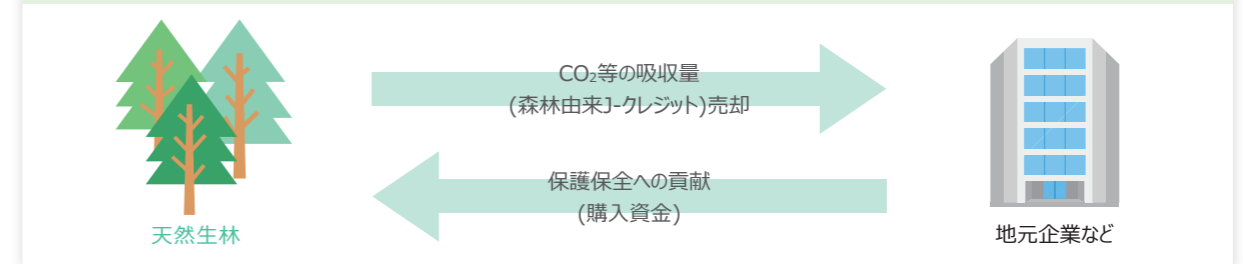 CO₂等の吸収量
(森林由来J-クレジット)売却
保護保全への貢献
(購入資金)
天然生林
地元企業など